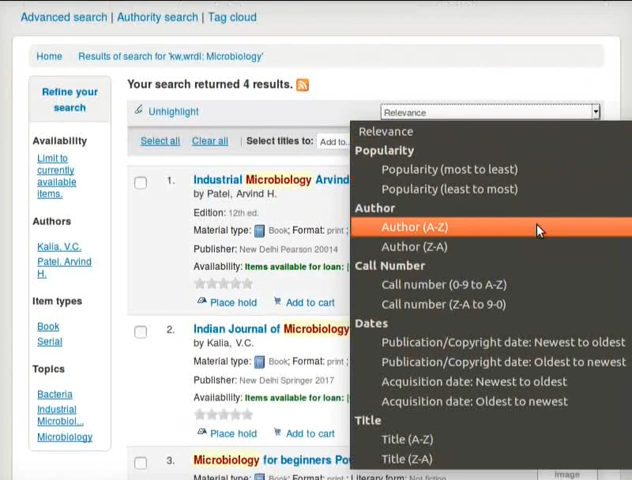 Advanced search | Authority search | Tag cloud
Home Results of search for 'kw,wrdl: Microbiology'
Refine your search
Availability
Limit to currently available items.
Authors
Kalia, V.C.
Patel, Arvind H.
Item types
Book
Serial
Topics
Bacteria
Industrial Microbiol...
Microbiology
Your search returned 4 results.
Unhighlight
Relevance
Select all Clear all | Select titles to: Add to..
1. Industrial Microbiology Arvind
by Patel, Arvind H.
Edition: 12th ed.
Material type: Book; Format: print ;
Publisher: New Delhi Pearson 20014
Availability: Items available for loan:
Place hold Add to cart
2. Indian Journal of Microbiology
by Kalia, V.C.
Material type: Book; Format: print ;
Publisher: New Delhi Springer 2017
Availability: Items available for loan:
Place hold Add to cart
3. Microbiology for beginners
Material type: Book; Format: print ; Literary form: Not fiction
Image
Relevance
Popularity
Popularity (most to least)
Popularity (least to most)
Author
Author (A-Z)
Author (Z-A)
Call Number
Call number (0-9 to A-Z)
Call number (Z-A to 9-0)
Dates
Publication/Copyright date: Newest to oldest
Publication/Copyright date: Oldest to newest
Acquisition date: Newest to oldest
Acquisition date: Oldest to newest
Title
Title (A-Z)
Title (Z-A)